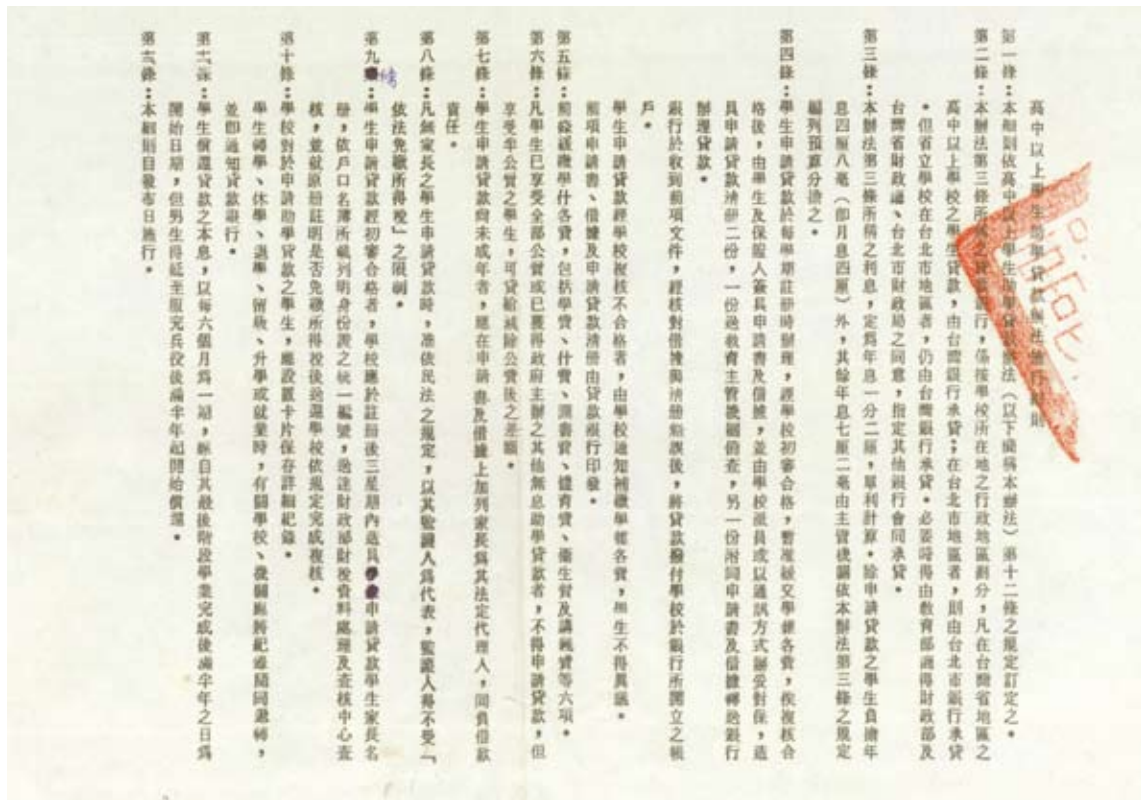 高中以上學生助學貸款辦法施行細則
第一條：本細則依高中以上學生助學貸款辦法（以下簡稱本辦法）第十二條之規定訂定之。
第二條：本辦法第三條所稱之貸款銀行，係按學校所在地之行政地區劃分，凡在台灣省地區之
高中以上學校之學生貸款，由台灣銀行承貸；在台北市地區者，則由台北市銀行承貸
。但省立學校在台北市地區者，仍由台灣銀行承貸。必要時得由教育部商得財政部及
台灣省財政廳、台北市財政局之同意，指定其他銀行會同承貸。
第三條：本辦法第三條所稱之利息，定為年息一分二厘，單利計算。除申請貸款之學生負擔年
息四厘八毫（即月息四厘）外，其餘年息七厘二毫由主管機關依本辦法第三條之規定
編列預算分擔之。
第四條：學生申請貸款於每學期註冊時辦理，經學校初審合格，暫准緩交學雜各費，俟複核合
格後，由學生及保證人簽具申請書及借據，並由學校派員或以通訊方式辦妥對保，造
具申請貸款清冊二份，一份送教育主管機關備查，另一份附同申請書及借據轉送銀行
辦理貸款。
銀行於收到前項文件，經核對借據與清冊無誤後，將貸款撥付學校於銀行所開立之帳
戶。
學生申請貸款經學校複核不合格者，由學校通知補繳學雜各費，學生不得異議。
前項申請書、借據及申請貸款清冊由貸款銀行印發。
第五條：前條緩繳學什各費，包括學費、什費、圖書費、體育費、衛生費及講義費等六項。
第六條：凡學生已享受全部公費或已獲得政府主辦之其他無息助學貸款者，不得申請貸款，但
享受半公費之學生，可貸給減除公費後之差額。
第七條：學生申請貸款尚未成年者，應在申請書及借據上加列家長為其法定代理人，同負借款
責任。
第八條：凡無家長之學生申請貸款時，准依民法之規定，以其監護人為代表，監護人得不受「
依法免繳所得稅」之限制。
第九條：學生申請貸款經初審合格者，學校應於註冊後三星期內造具申請貸款學生家長名
冊，依戶口名簿所載列明身份證之統一編號，送達財政部財稅資料處理及查核中心查
核，並就原冊註明是否免繳所得稅後送還學校依規定完成複核。
第十條：學校對於申請助學貸款之學生，應設置卡片保存詳細紀錄。
學生轉學、休學、退學、留級、升學或就業時，有關學校、機關應將紀錄隨同遞轉，
並即通知貸款銀行。
第十一條：學生償還貸款之本息，以每六個月為一期，應自其最後階段學業完成後滿半年之日為
開始日期，但男生得延至服完兵役後滿半年起開始償還。
第十二條：本細則自發布日施行。